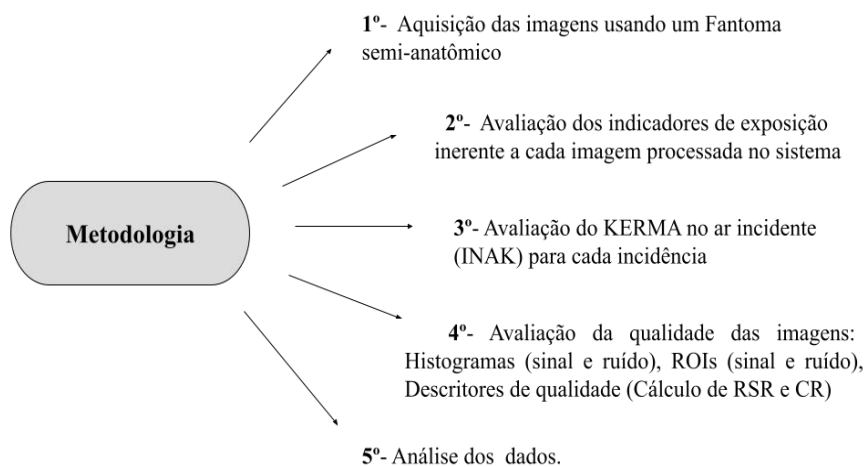 1º- Aquisição das imagens usando um Fantoma
semi-anatômico
2º- Avaliação dos indicadores de exposição
inerente a cada imagem processada no sistema
Metodologia
3º- Avaliação do KERMA no ar incidente
(INAK) para cada incidência
4º- Avaliação da qualidade das imagens:
Histogramas (sinal e ruído), ROIs (sinal e ruído),
Descritores de qualidade (Cálculo de RSR e CR)
5º- Análise dos dados.